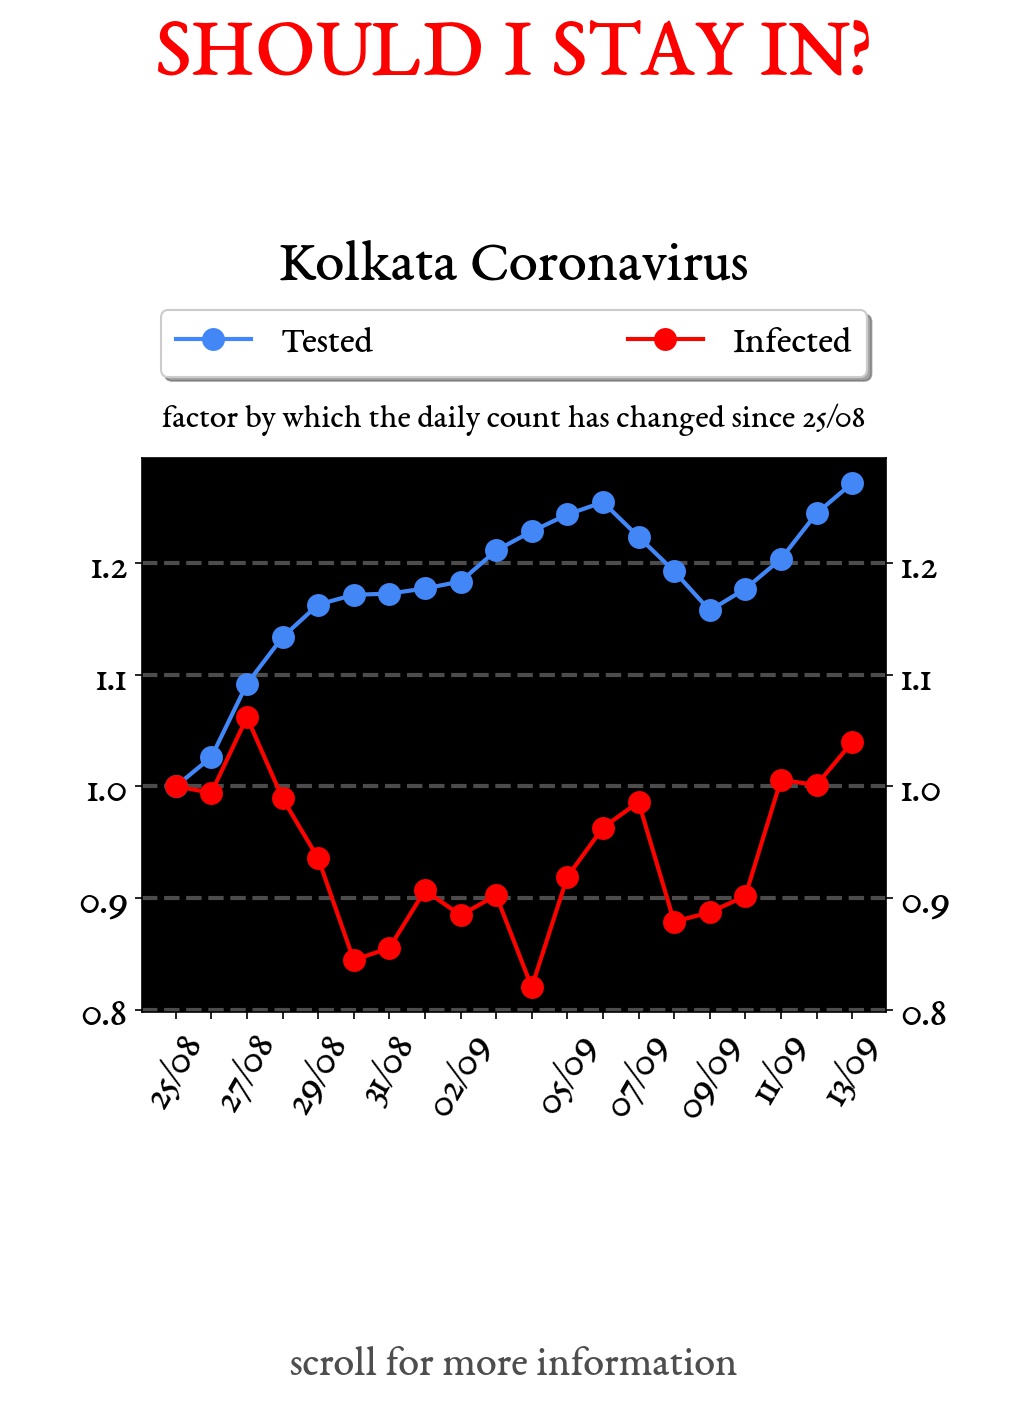 SHOULD I STAY IN?
Kolkata Coronavirus
Tested Infected
factor by which the daily count has changed since 25/08
1.2 1.2
1.1 1.1
1.0 1.0
0.9 0.9
0.8 0.8
25/08 27/08 29/08 31/08 02/09 05/09 07/09 09/09 11/09 13/09
scroll for more information